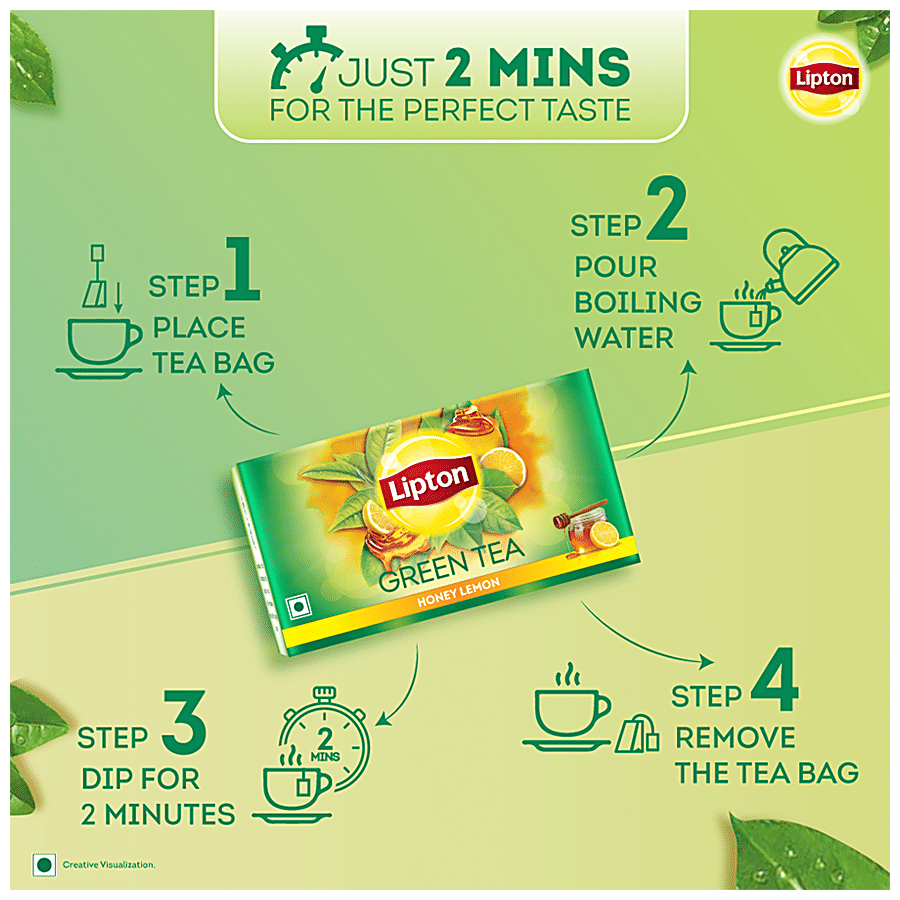 JUST 2 MINS
FOR THE PERFECT TASTE
Lipton
STEP 1
PLACE
TEA BAG
STEP 2
POUR
BOILING
WATER
Lipton
GREEN TEA
HONEY LEMON
STEP 3
DIP FOR
2 MINUTES
2
MINS
STEP 4
REMOVE
THE TEA BAG
Creative Visualization.